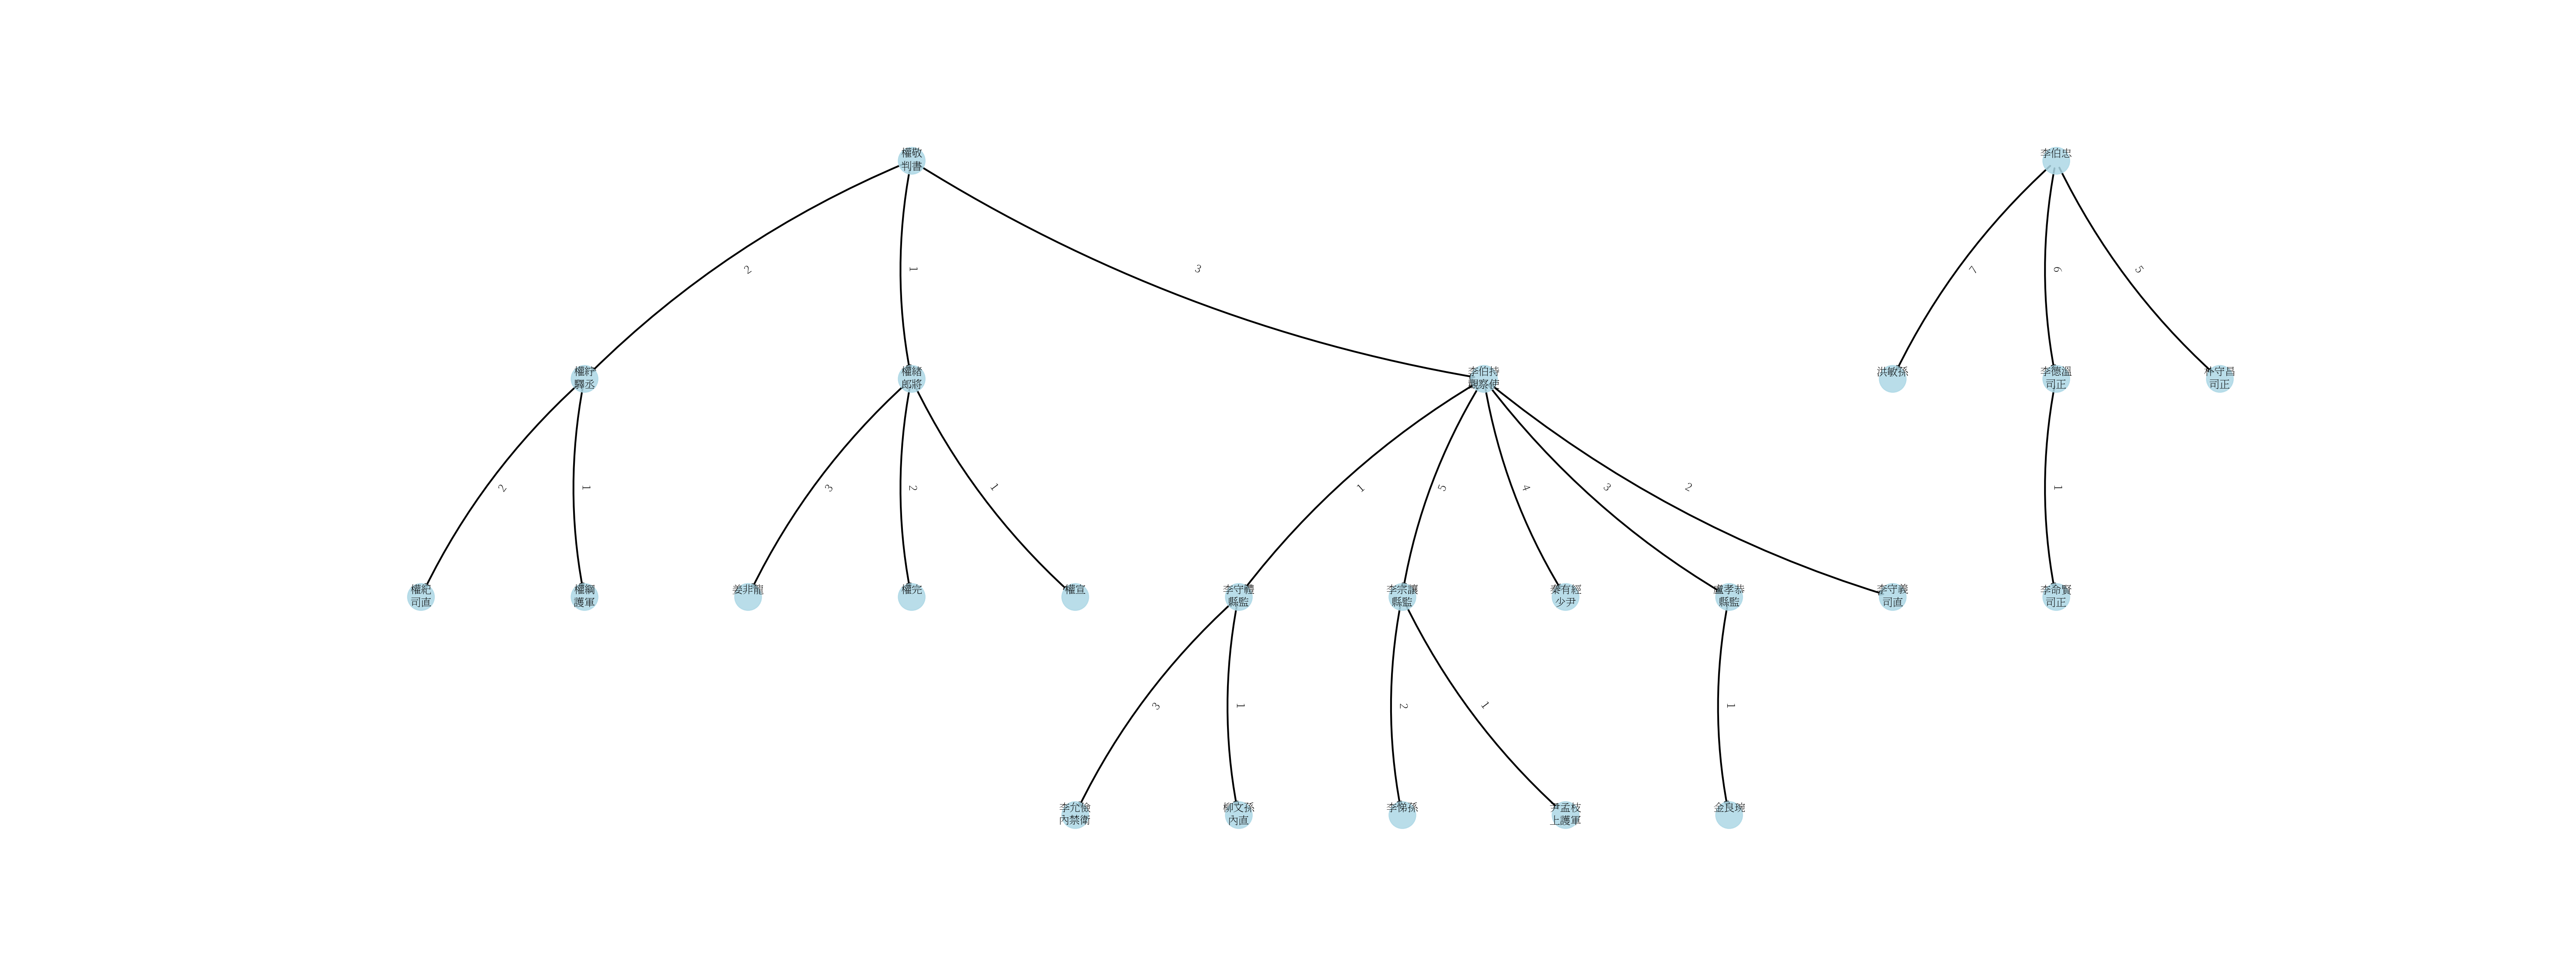 權敬
判書
李伯忠
2
1
3
7
6
5
權紵
驛丞
權緖
郎將
李伯持
觀察使
洪敏孫
李德溫
司正
朴守昌
司正
2
1
3
2
1
1
5
4
3
2
1
權紀
司直
權綱
護軍
姜非龍
權完
權宣
李守禮
縣監
李宗讓
縣監
秦有經
少尹
盧孝恭
縣監
李守義
司直
李命賢
司正
3
1
2
1
1
李允儉
內禁衛
柳文孫
內直
李悌孫
尹孟枝
上護軍
金良琬